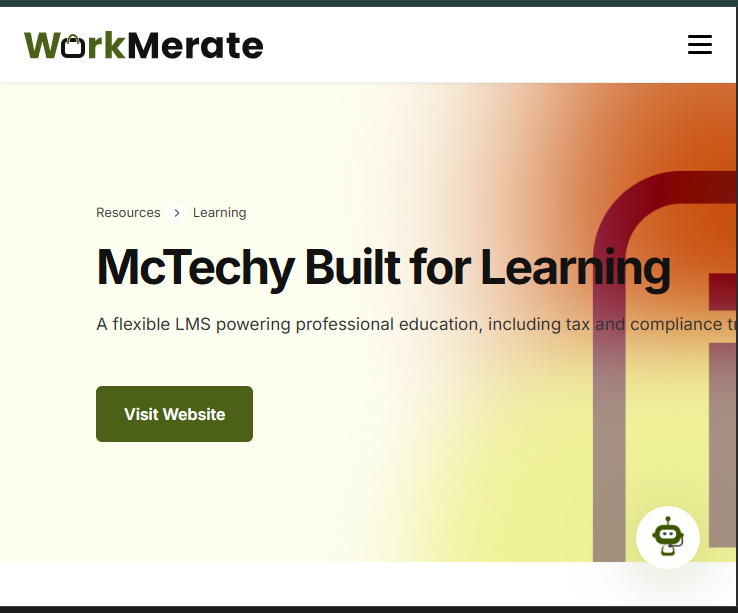 WorkMerate
Resources > Learning
McTechy Built for Learning
A flexible LMS powering professional education, including tax and compliance
Visit Website